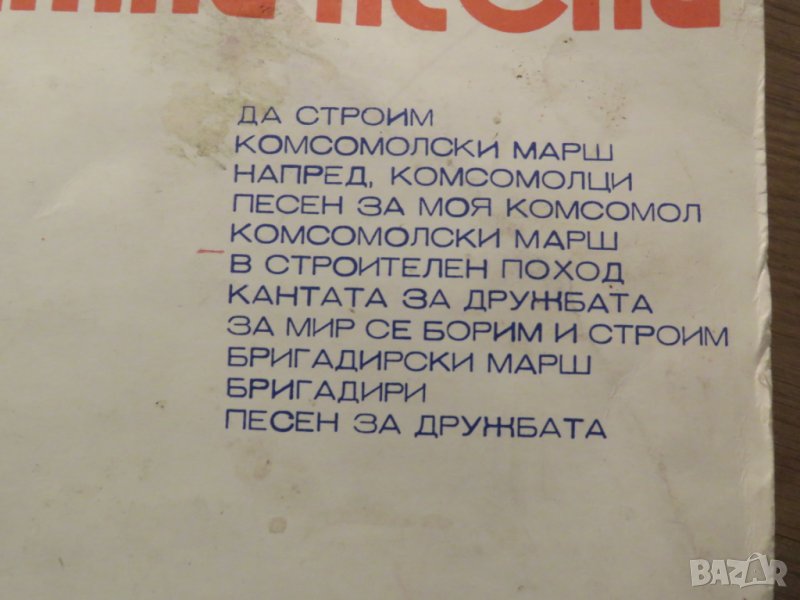 ДА СТРОИМ
КОМСОМОЛСКИ МАРШ
НАПРЕД, КОМСОМОЛЦИ
ПЕСЕН ЗА МОЯ КОМСОМОЛ
КОМСОМОЛСКИ МАРШ
В СТРОИТЕЛЕН ПОХОД
КАНТАТА ЗА ДРУЖБАТА
ЗА МИР СЕ БОРИМ И СТРОИМ
БРИГАДИРСКИ МАРШ
БРИГАДИРИ
ПЕСЕН ЗА ДРУЖБАТА
BAZAR